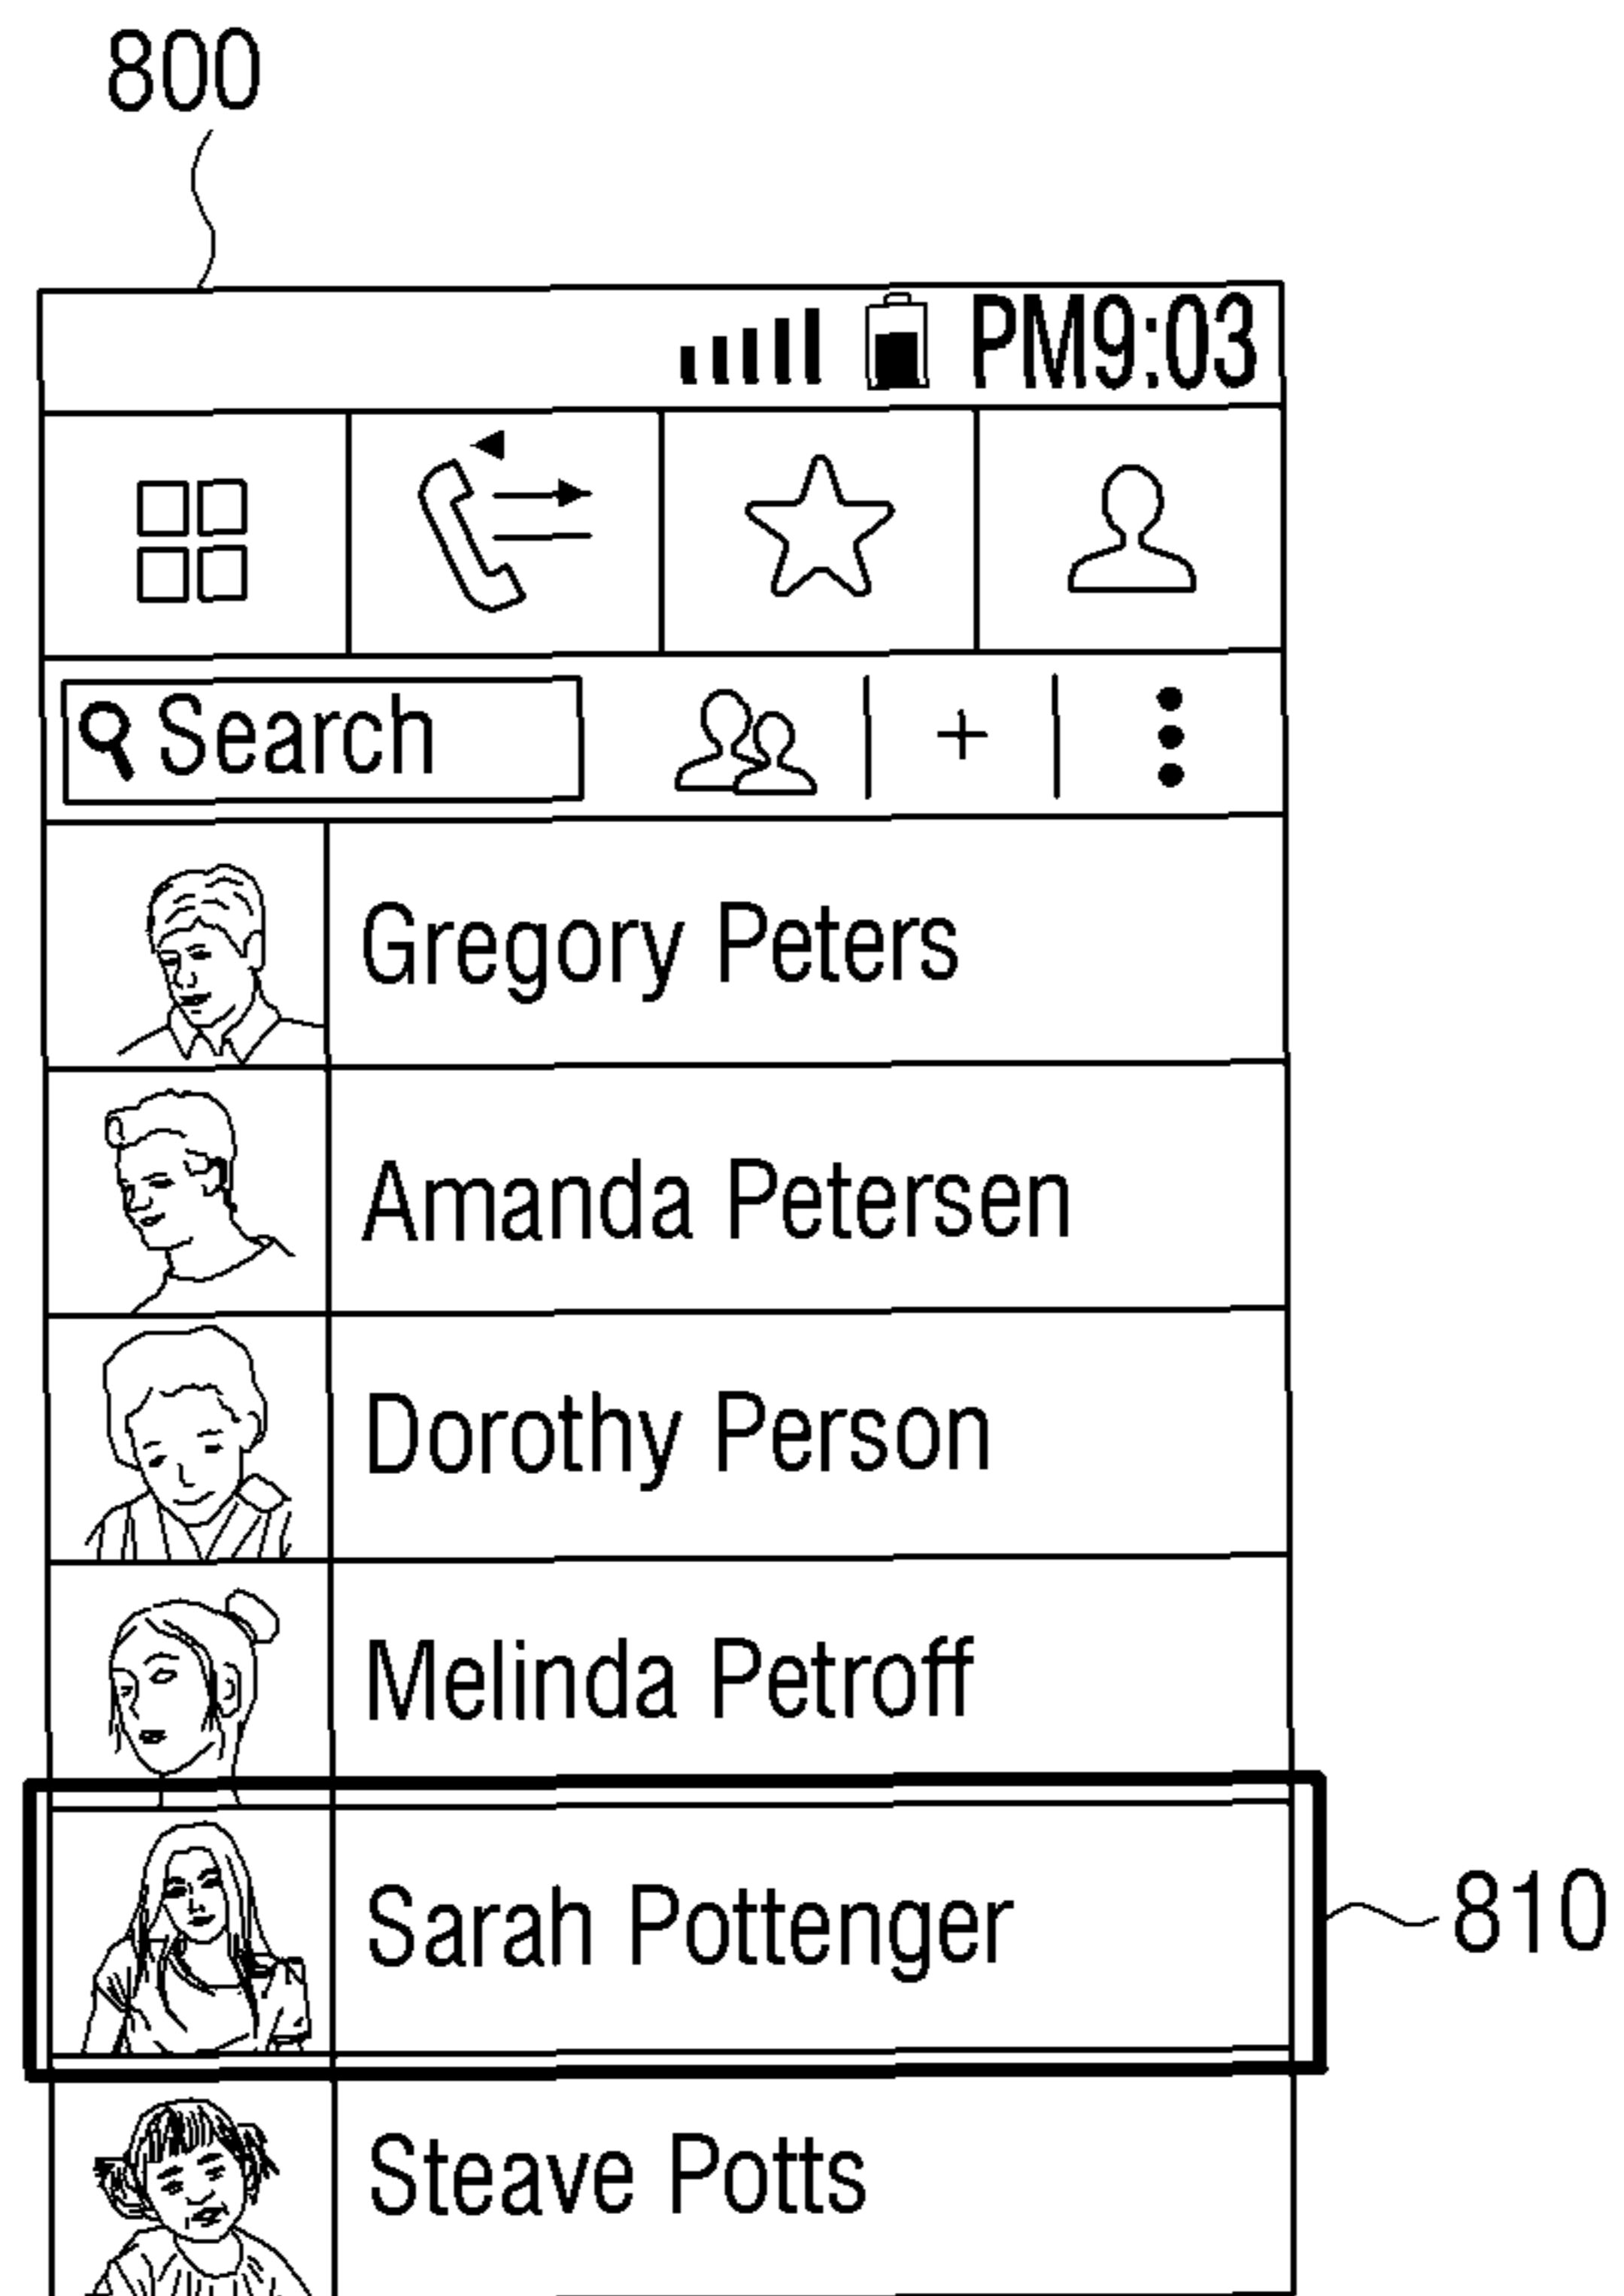 800
PM9:03
Search
Gregory Peters
Amanda Petersen
Dorothy Person
Melinda Petroff
Sarah Pottenger
810
Steave Potts